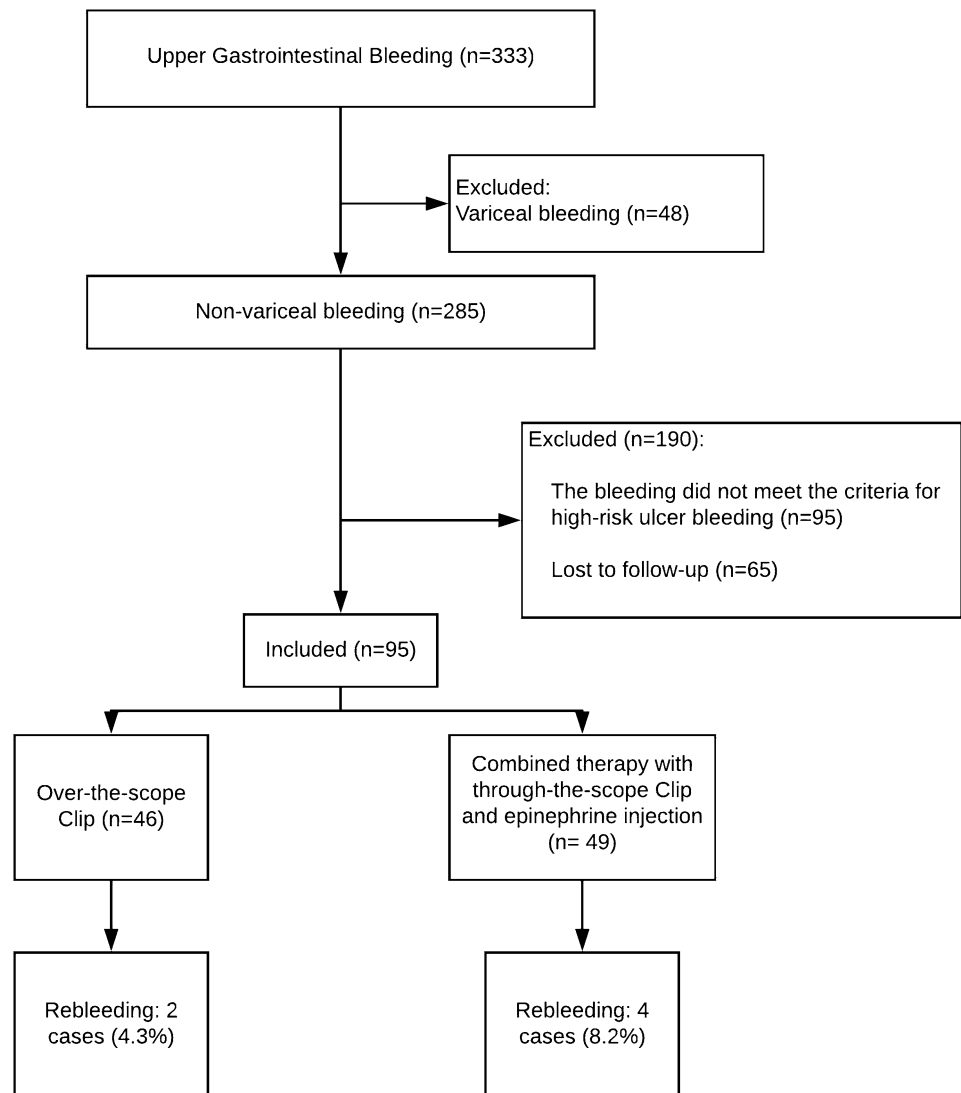 Upper Gastrointestinal Bleeding (n=333)
Excluded:
Variceal bleeding (n=48)
Non-variceal bleeding (n=285)
Excluded (n=190):
The bleeding did not meet the criteria for
high-risk ulcer bleeding (n=95)
Lost to follow-up (n=65)
Included (n=95)
Over-the-scope
Clip (n=46)
Combined therapy with
through-the-scope Clip
and epinephrine injection
(n= 49)
Rebleeding: 2
cases (4.3%)
Rebleeding: 4
cases (8.2%)